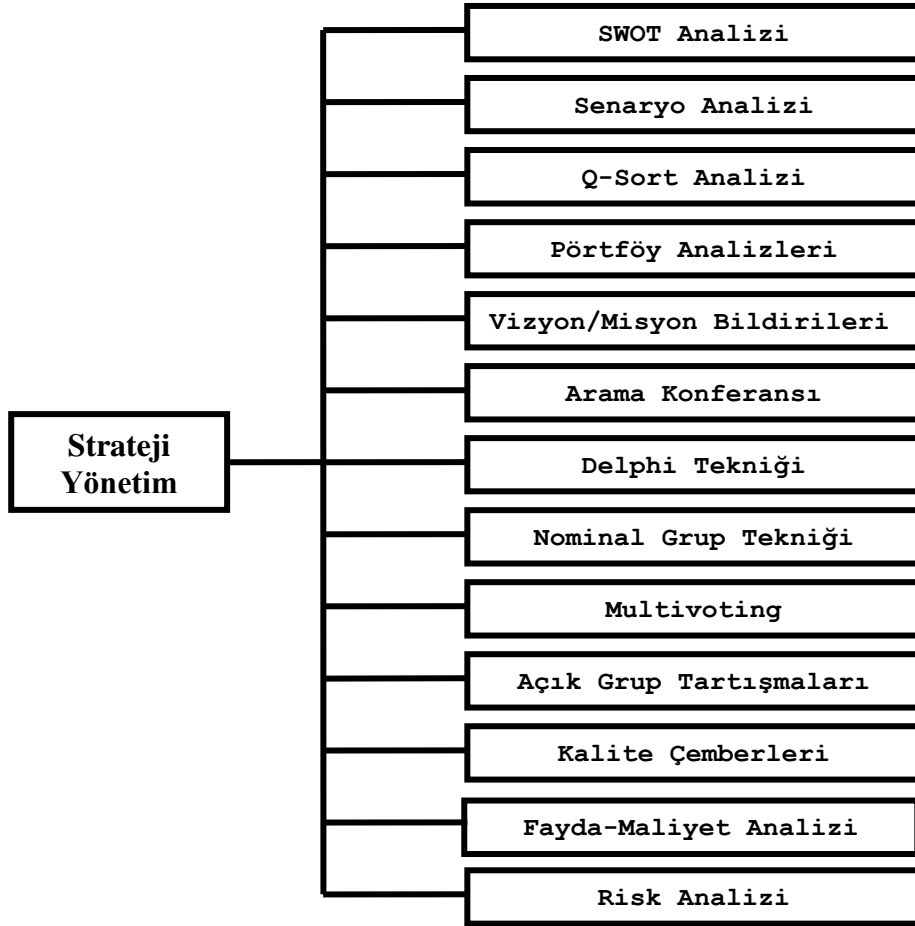 SWOT Analizi
Senaryo Analizi
Q-Sort Analizi
Pörtföy Analizleri
Vizyon/Misyon Bildirileri
Arama Konferansı
Strateji
Yönetim
Delphi Tekniği
Nominal Grup Tekniği
Multivoting
Açık Grup Tartışmaları
Kalite Çemberleri
Fayda-Maliyet Analizi
Risk Analizi